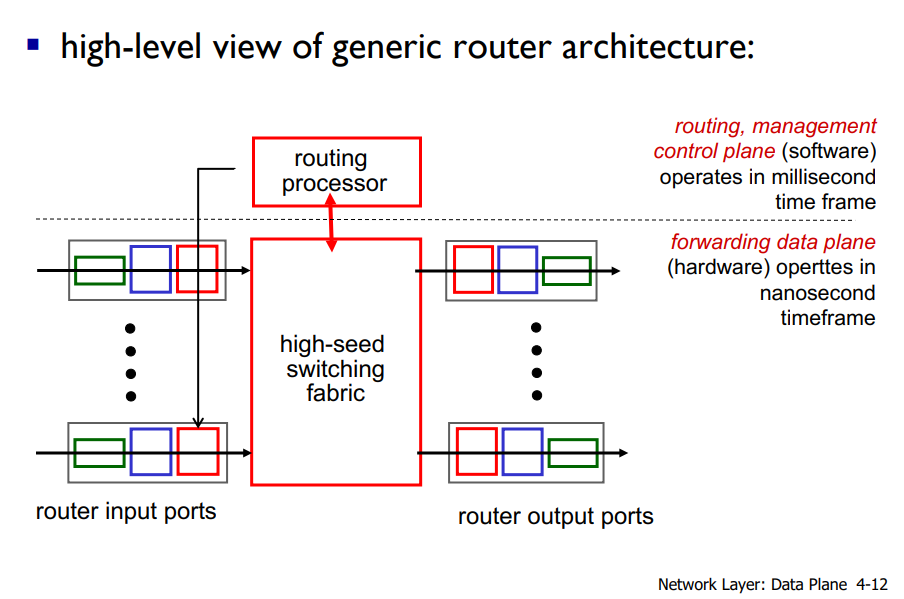 high-level view of generic router architecture:
routing, management
control plane (software)
operates in millisecond
time frame
routing
processor
forwarding data plane
(hardware) operttes in
nanosecond
timeframe
high-seed
switching
fabric
router input ports
router output ports
Network Layer: Data Plane 4-12